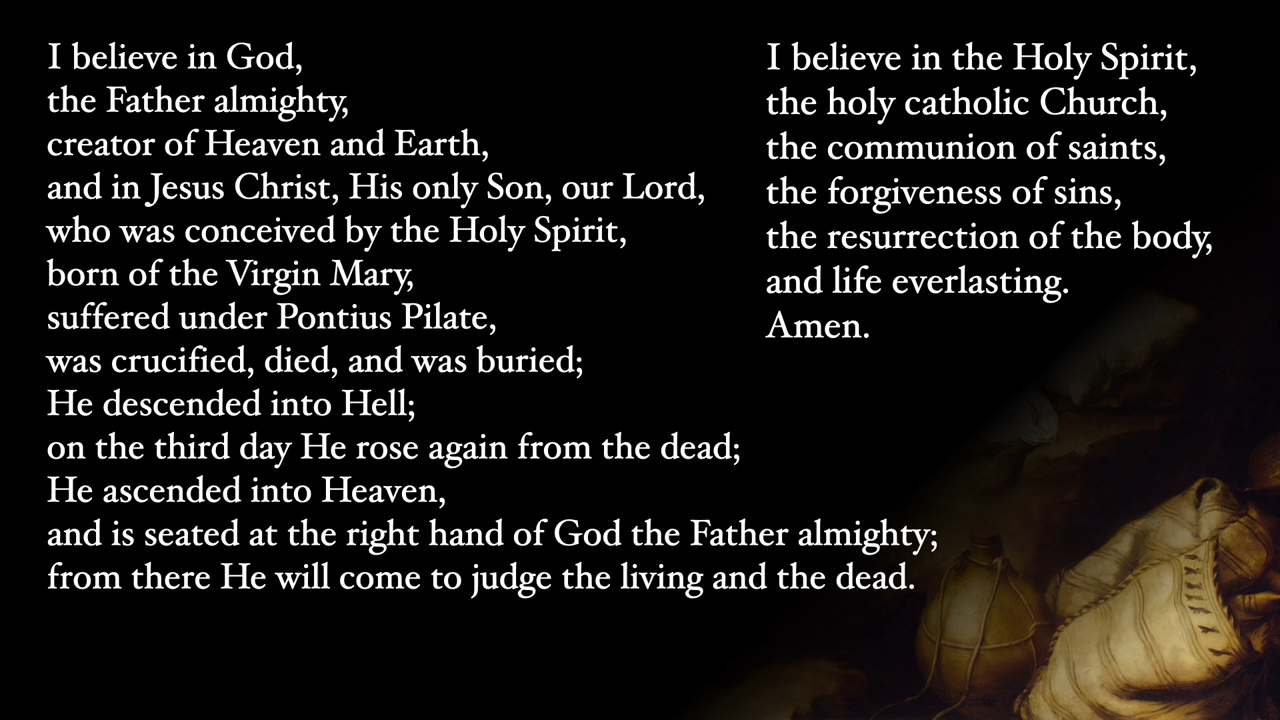 I believe in God,
the Father almighty,
creator of Heaven and Earth,
and in Jesus Christ, His only Son, our Lord,
who was conceived by the Holy Spirit,
born of the Virgin Mary,
suffered under Pontius Pilate,
was crucified, died, and was buried;
He descended into Hell;
on the third day He rose again from the dead;
He ascended into Heaven,
and is seated at the right hand of God the Father almighty;
from there He will come to judge the living and the dead.
I believe in the Holy Spirit,
the holy catholic Church,
the communion of saints,
the forgiveness of sins,
the resurrection of the body,
and life everlasting.
Amen.